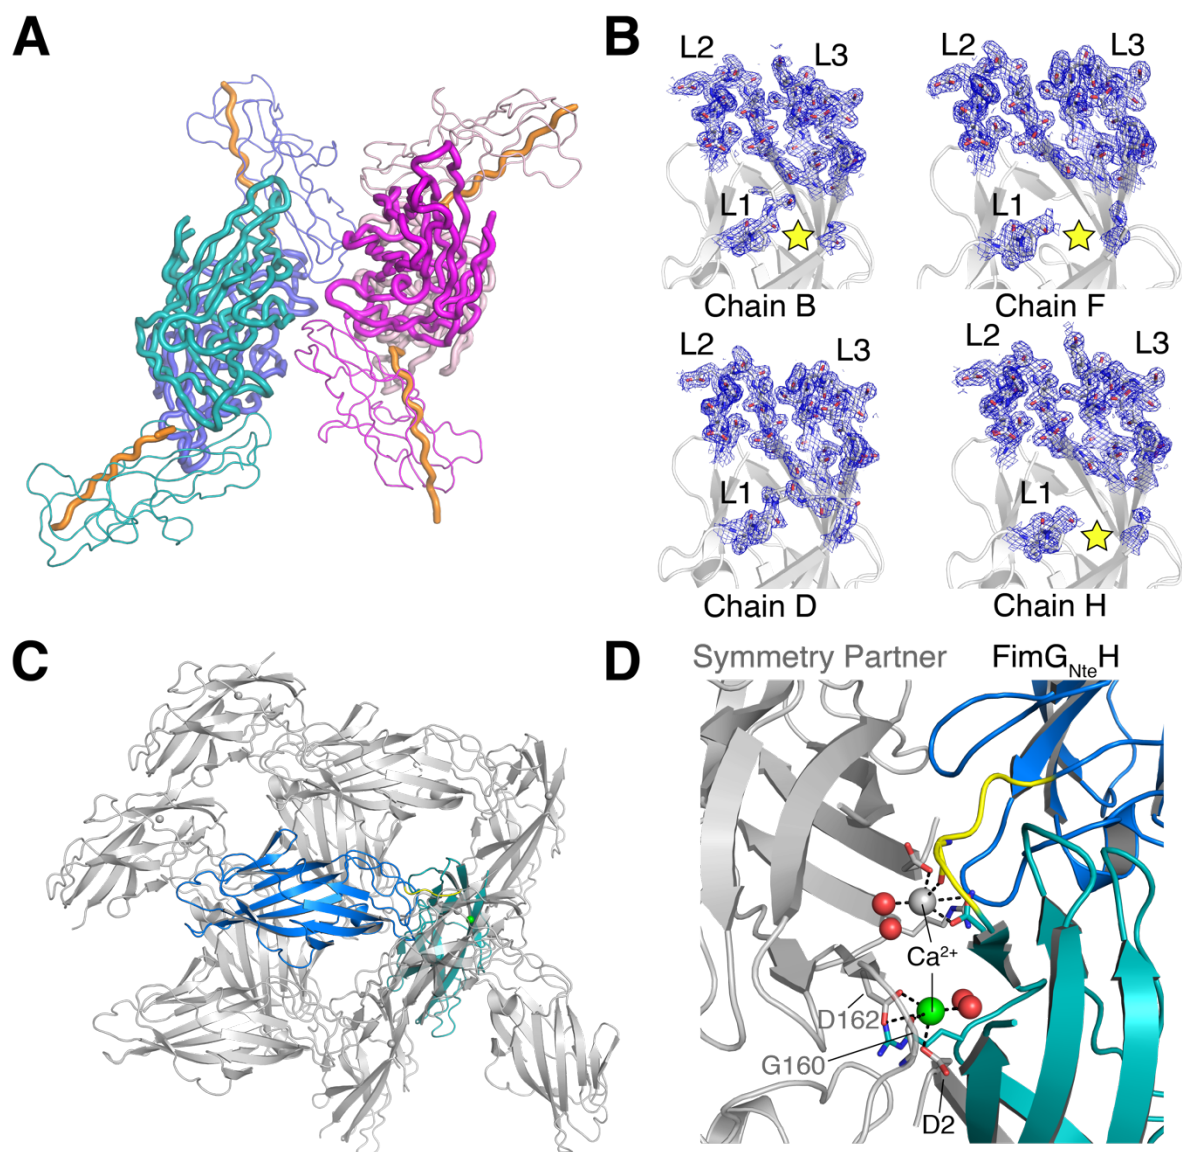 A
B
L2
L3
L1
Chain B
L2
L3
L1
Chain F
L2
L3
L1
Chain D
L2
L3
L1
Chain H
C
D
Symmetry Partner
FimG_NteH
Ca²⁺
D162
G160
D2